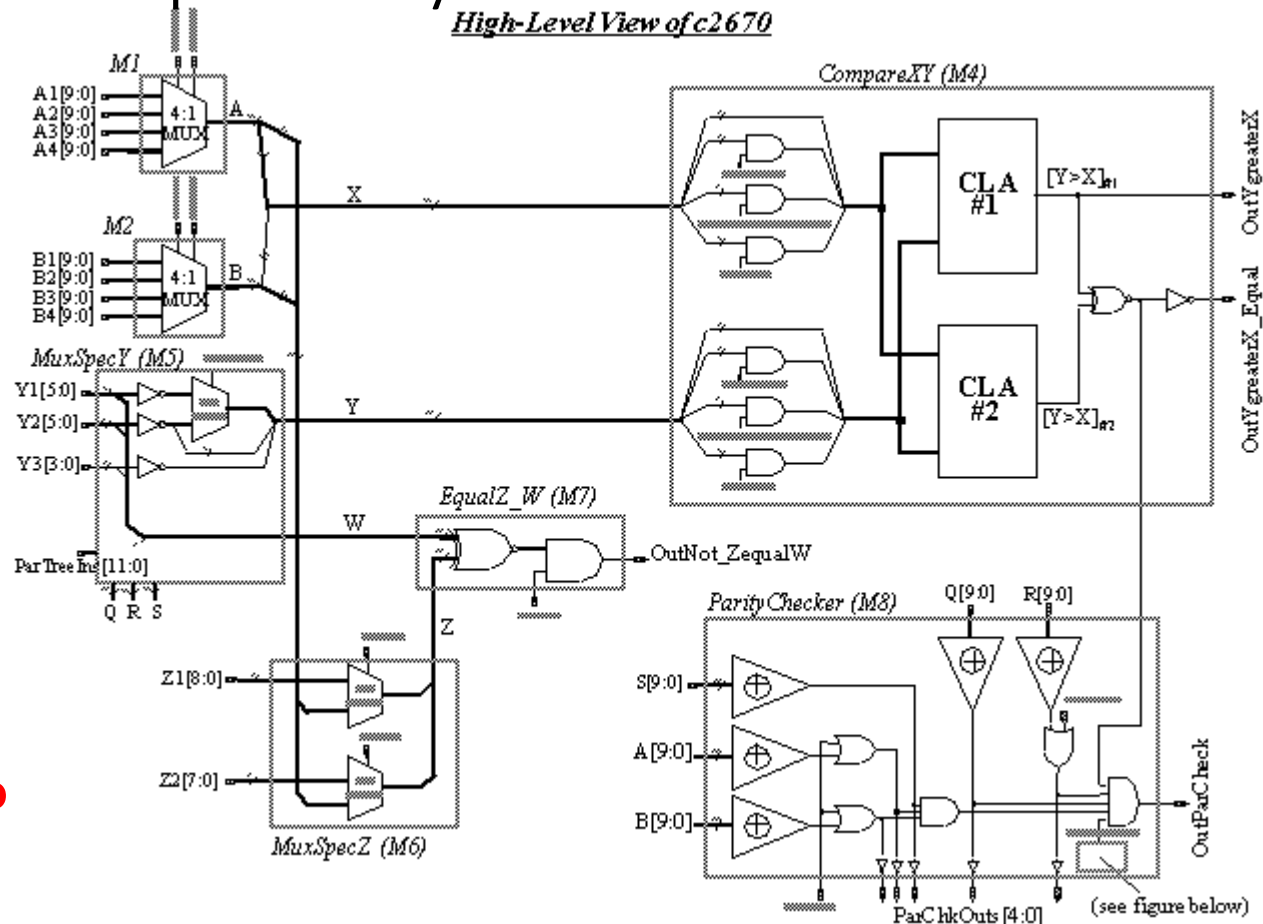 High-Level View of c2670
M1
A1[9:0]
A2[9:0]
A3[9:0]
A4[9:0]
4:1
MUX
A
M2
B1[9:0]
B2[9:0]
B3[9:0]
B4[9:0]
4:1
MUX
B
X
MuxSpecY (M5)
Y1[5:0]
Y2[5:0]
Y3[3:0]
Y
W
ParTreeIns[11:0]
Q R S
CompareXY (M4)
CLA
#1
[Y>X]#1
OutYgreaterX
CLA
#2
[Y>X]#2
OutYgreaterX_Equal
EqualZ_W (M7)
OutNot_ZequalW
Z
Z1[8:0]
Z2[7:0]
MuxSpecZ (M6)
ParityChecker (M8)
Q[9:0]
R[9:0]
S[9:0]
A[9:0]
B[9:0]
OutParCheck
ParChkOuts[4:0]
(see figure below)